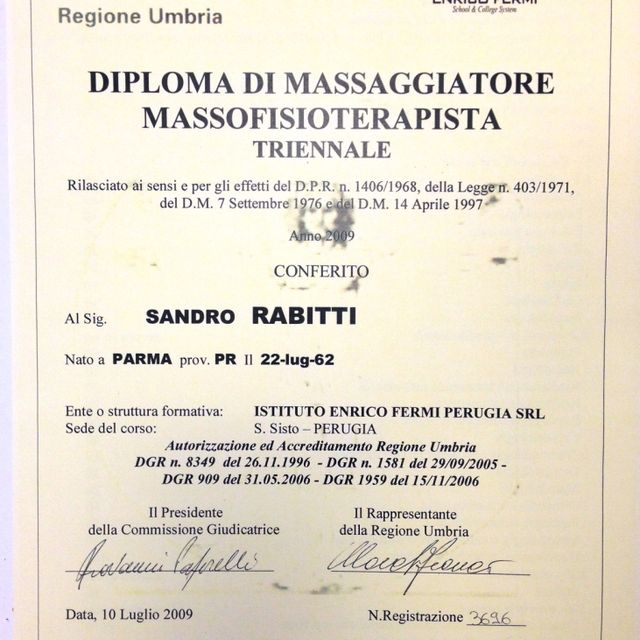 Regione Umbria
ENRICO FERMI
School & College System
DIPLOMA DI MASSAGGIATORE
MASSOFISIOTERAPISTA
TRIENNALE
Rilasciato ai sensi e per gli effetti del D.P.R. n. 1406/1968, della Legge n. 403/1971,
del D.M. 7 Settembre 1976 e del D.M. 14 Aprile 1997
Anno 2009
CONFERITO
Al Sig. SANDRO RABITTI
Nato a PARMA prov. PR Il 22-lug-62
Ente o struttura formativa: ISTITUTO ENRICO FERMI PERUGIA SRL
Sede del corso: S. Sisto – PERUGIA
Autorizzazione ed Accreditamento Regione Umbria
DGR n. 8349 del 26.11.1996 - DGR n. 1581 del 29/09/2005 -
DGR 909 del 31.05.2006 - DGR 1959 del 15/11/2006
Il Presidente Il Rappresentante
della Commissione Giudicatrice della Regione Umbria
Giovanni
Data, 10 Luglio 2009 N.Registrazione 3696